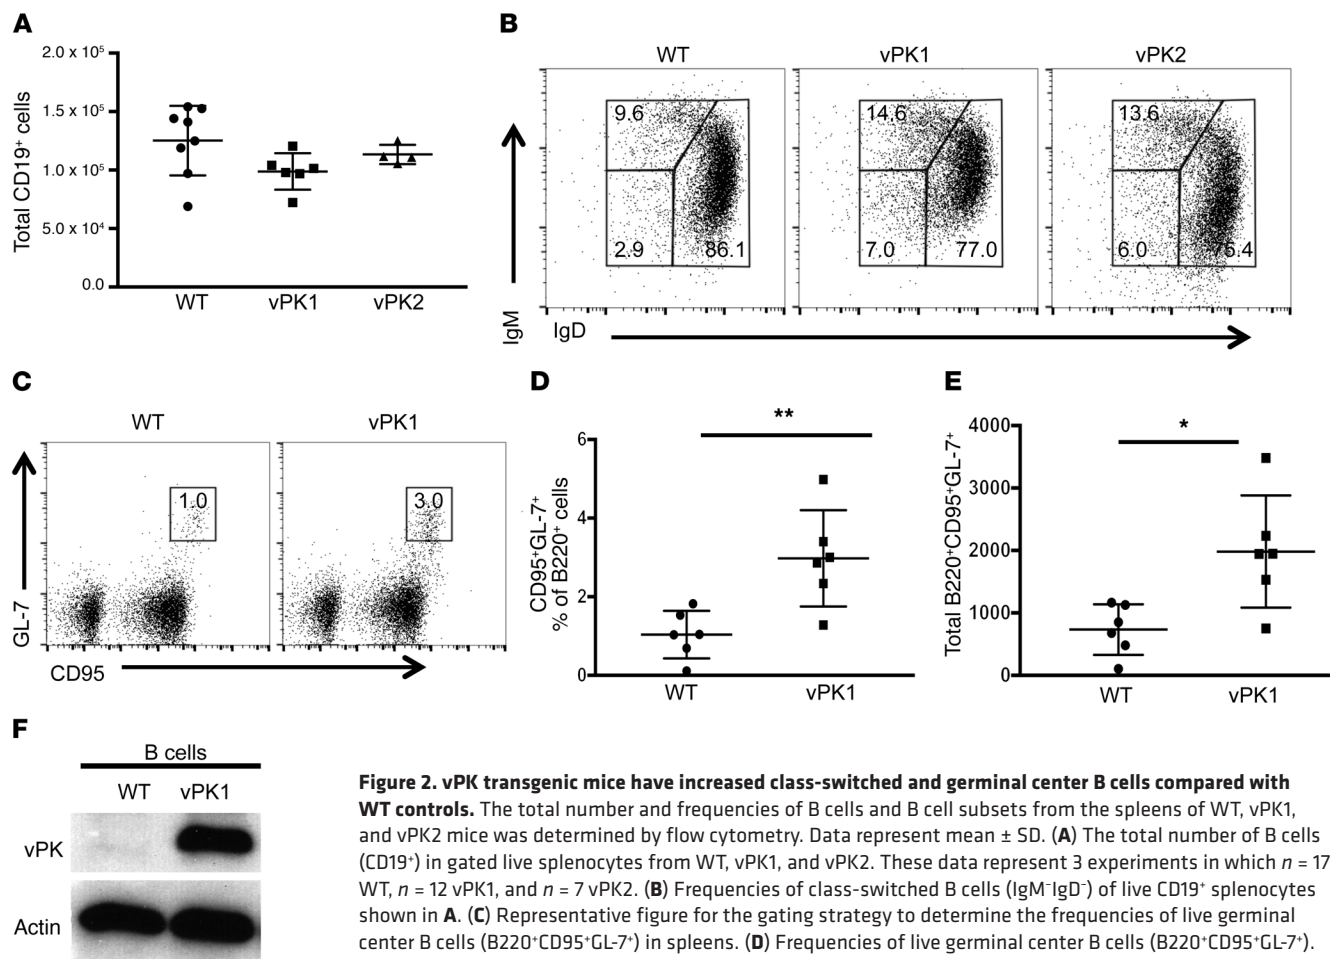 A
2.0 x 10⁵
1.5 x 10⁵
1.0 x 10⁵
5.0 x 10⁴
0.0
Total CD19⁺ cells
WT
vPK1
vPK2
B
WT
vPK1
vPK2
9.6
2.9
86.1
14.6
7.0
77.0
13.6
6.0
75.4
IgM
IgD
C
WT
vPK1
1.0
3.0
GL-7
CD95
D
**
6
4
2
0
CD95⁺GL-7⁺
% of B220⁺ cells
WT
vPK1
E
*
4000
3000
2000
1000
0
Total B220⁺CD95⁺GL-7⁺
WT
vPK1
F
B cells
WT
vPK1
vPK
Actin
Figure 2. vPK transgenic mice have increased class-switched and germinal center B cells compared with
WT controls. The total number and frequencies of B cells and B cell subsets from the spleens of WT, vPK1,
and vPK2 mice was determined by flow cytometry. Data represent mean ± SD. (A) The total number of B cells
(CD19⁺) in gated live splenocytes from WT, vPK1, and vPK2. These data represent 3 experiments in which n = 17
WT, n = 12 vPK1, and n = 7 vPK2. (B) Frequencies of class-switched B cells (IgM⁻IgD⁻) of live CD19⁺ splenocytes
shown in A. (C) Representative figure for the gating strategy to determine the frequencies of live germinal
center B cells (B220⁺CD95⁺GL-7⁺) in spleens. (D) Frequencies of live germinal center B cells (B220⁺CD95⁺GL-7⁺).